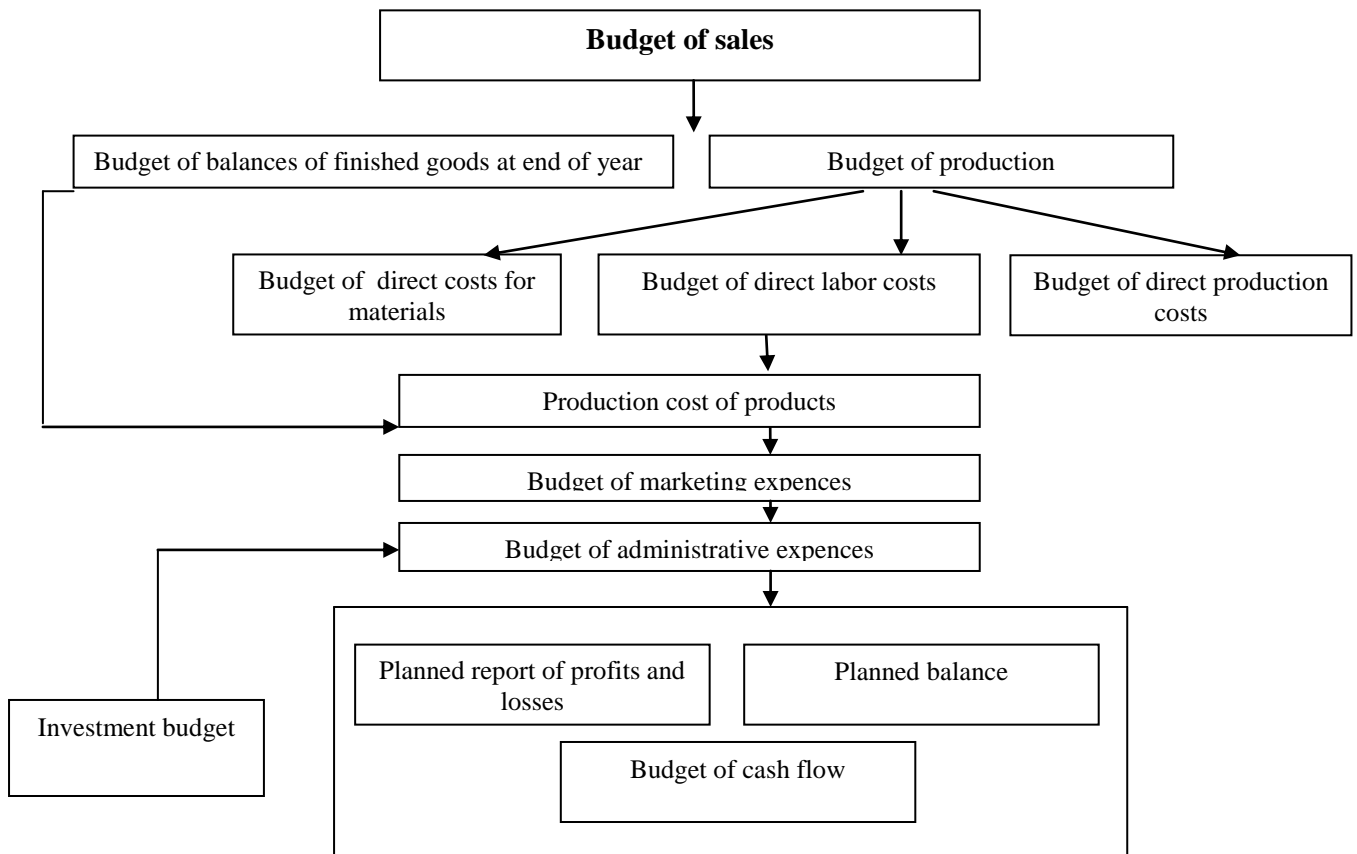 Budget of sales
Budget of balances of finished goods at end of year
Budget of production
Budget of direct costs for
materials
Budget of direct labor costs
Budget of direct production
costs
Production cost of products
Budget of marketing expences
Budget of administrative expences
Planned report of profits and
losses
Planned balance
Investment budget
Budget of cash flow